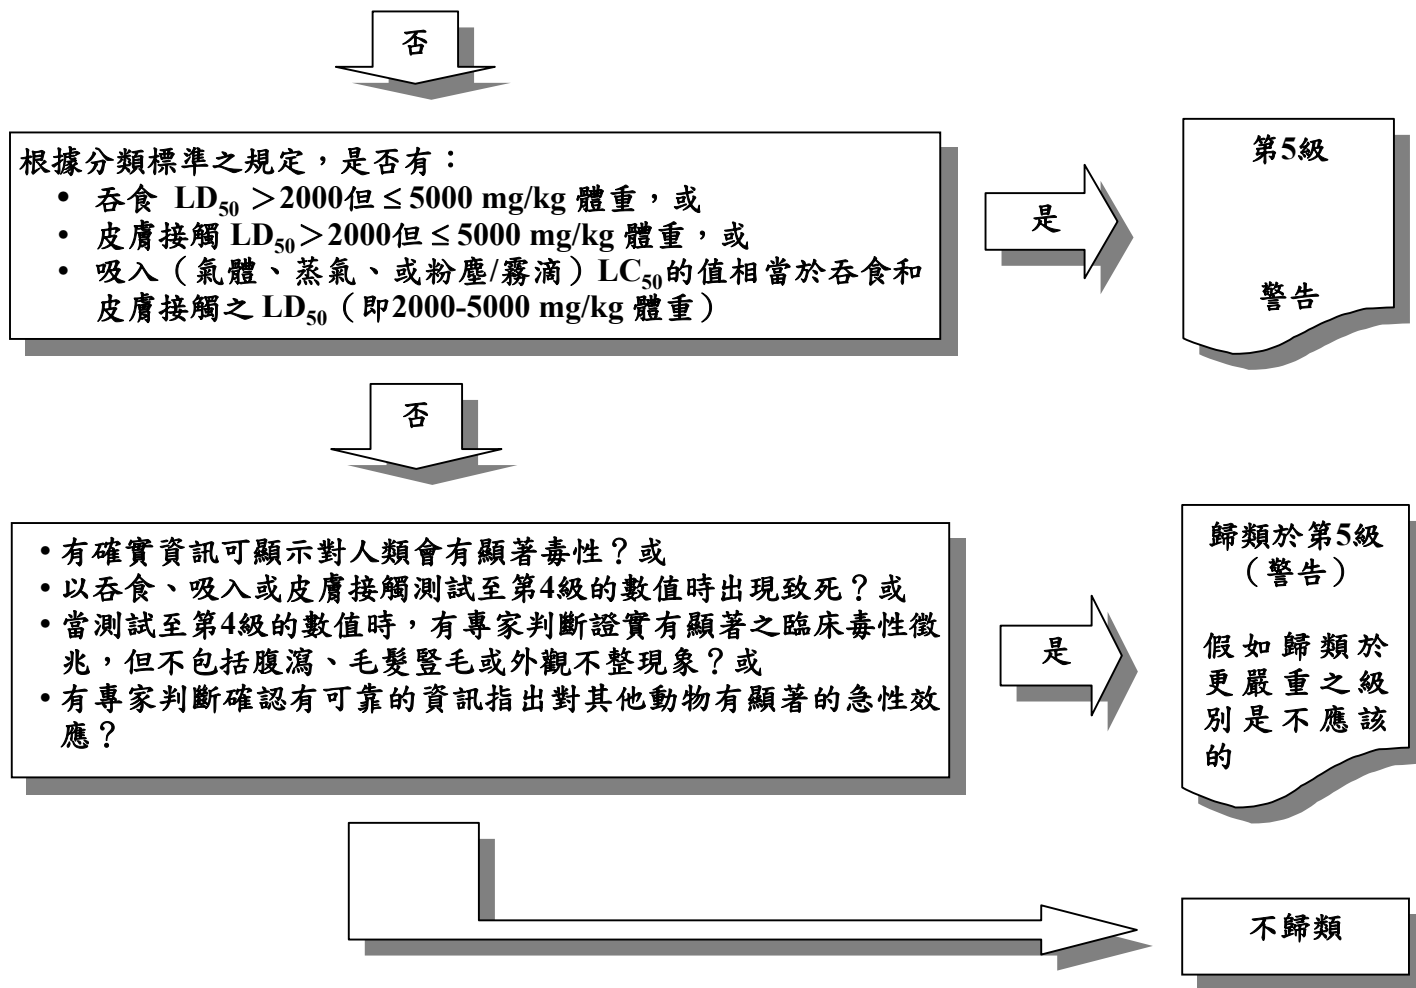 否
根據分類標準之規定，是否有：
• 吞食 LD50 ＞2000但 ≤ 5000 mg/kg 體重，或
• 皮膚接觸 LD50＞2000但 ≤ 5000 mg/kg 體重，或
• 吸入（氣體、蒸氣、或粉塵/霧滴）LC50的值相當於吞食和
皮膚接觸之 LD50（即2000-5000 mg/kg 體重）
是
第5級
警告
否
• 有確實資訊可顯示對人類會有顯著毒性？或
• 以吞食、吸入或皮膚接觸測試至第4級的數值時出現致死？或
• 當測試至第4級的數值時，有專家判斷證實有顯著之臨床毒性徵
兆，但不包括腹瀉、毛髮豎毛或外觀不整現象？或
• 有專家判斷確認有可靠的資訊指出對其他動物有顯著的急性效
應？
是
歸類於第5級
（警告）
假如歸類於
更嚴重之級
別是不應該
的
不歸類